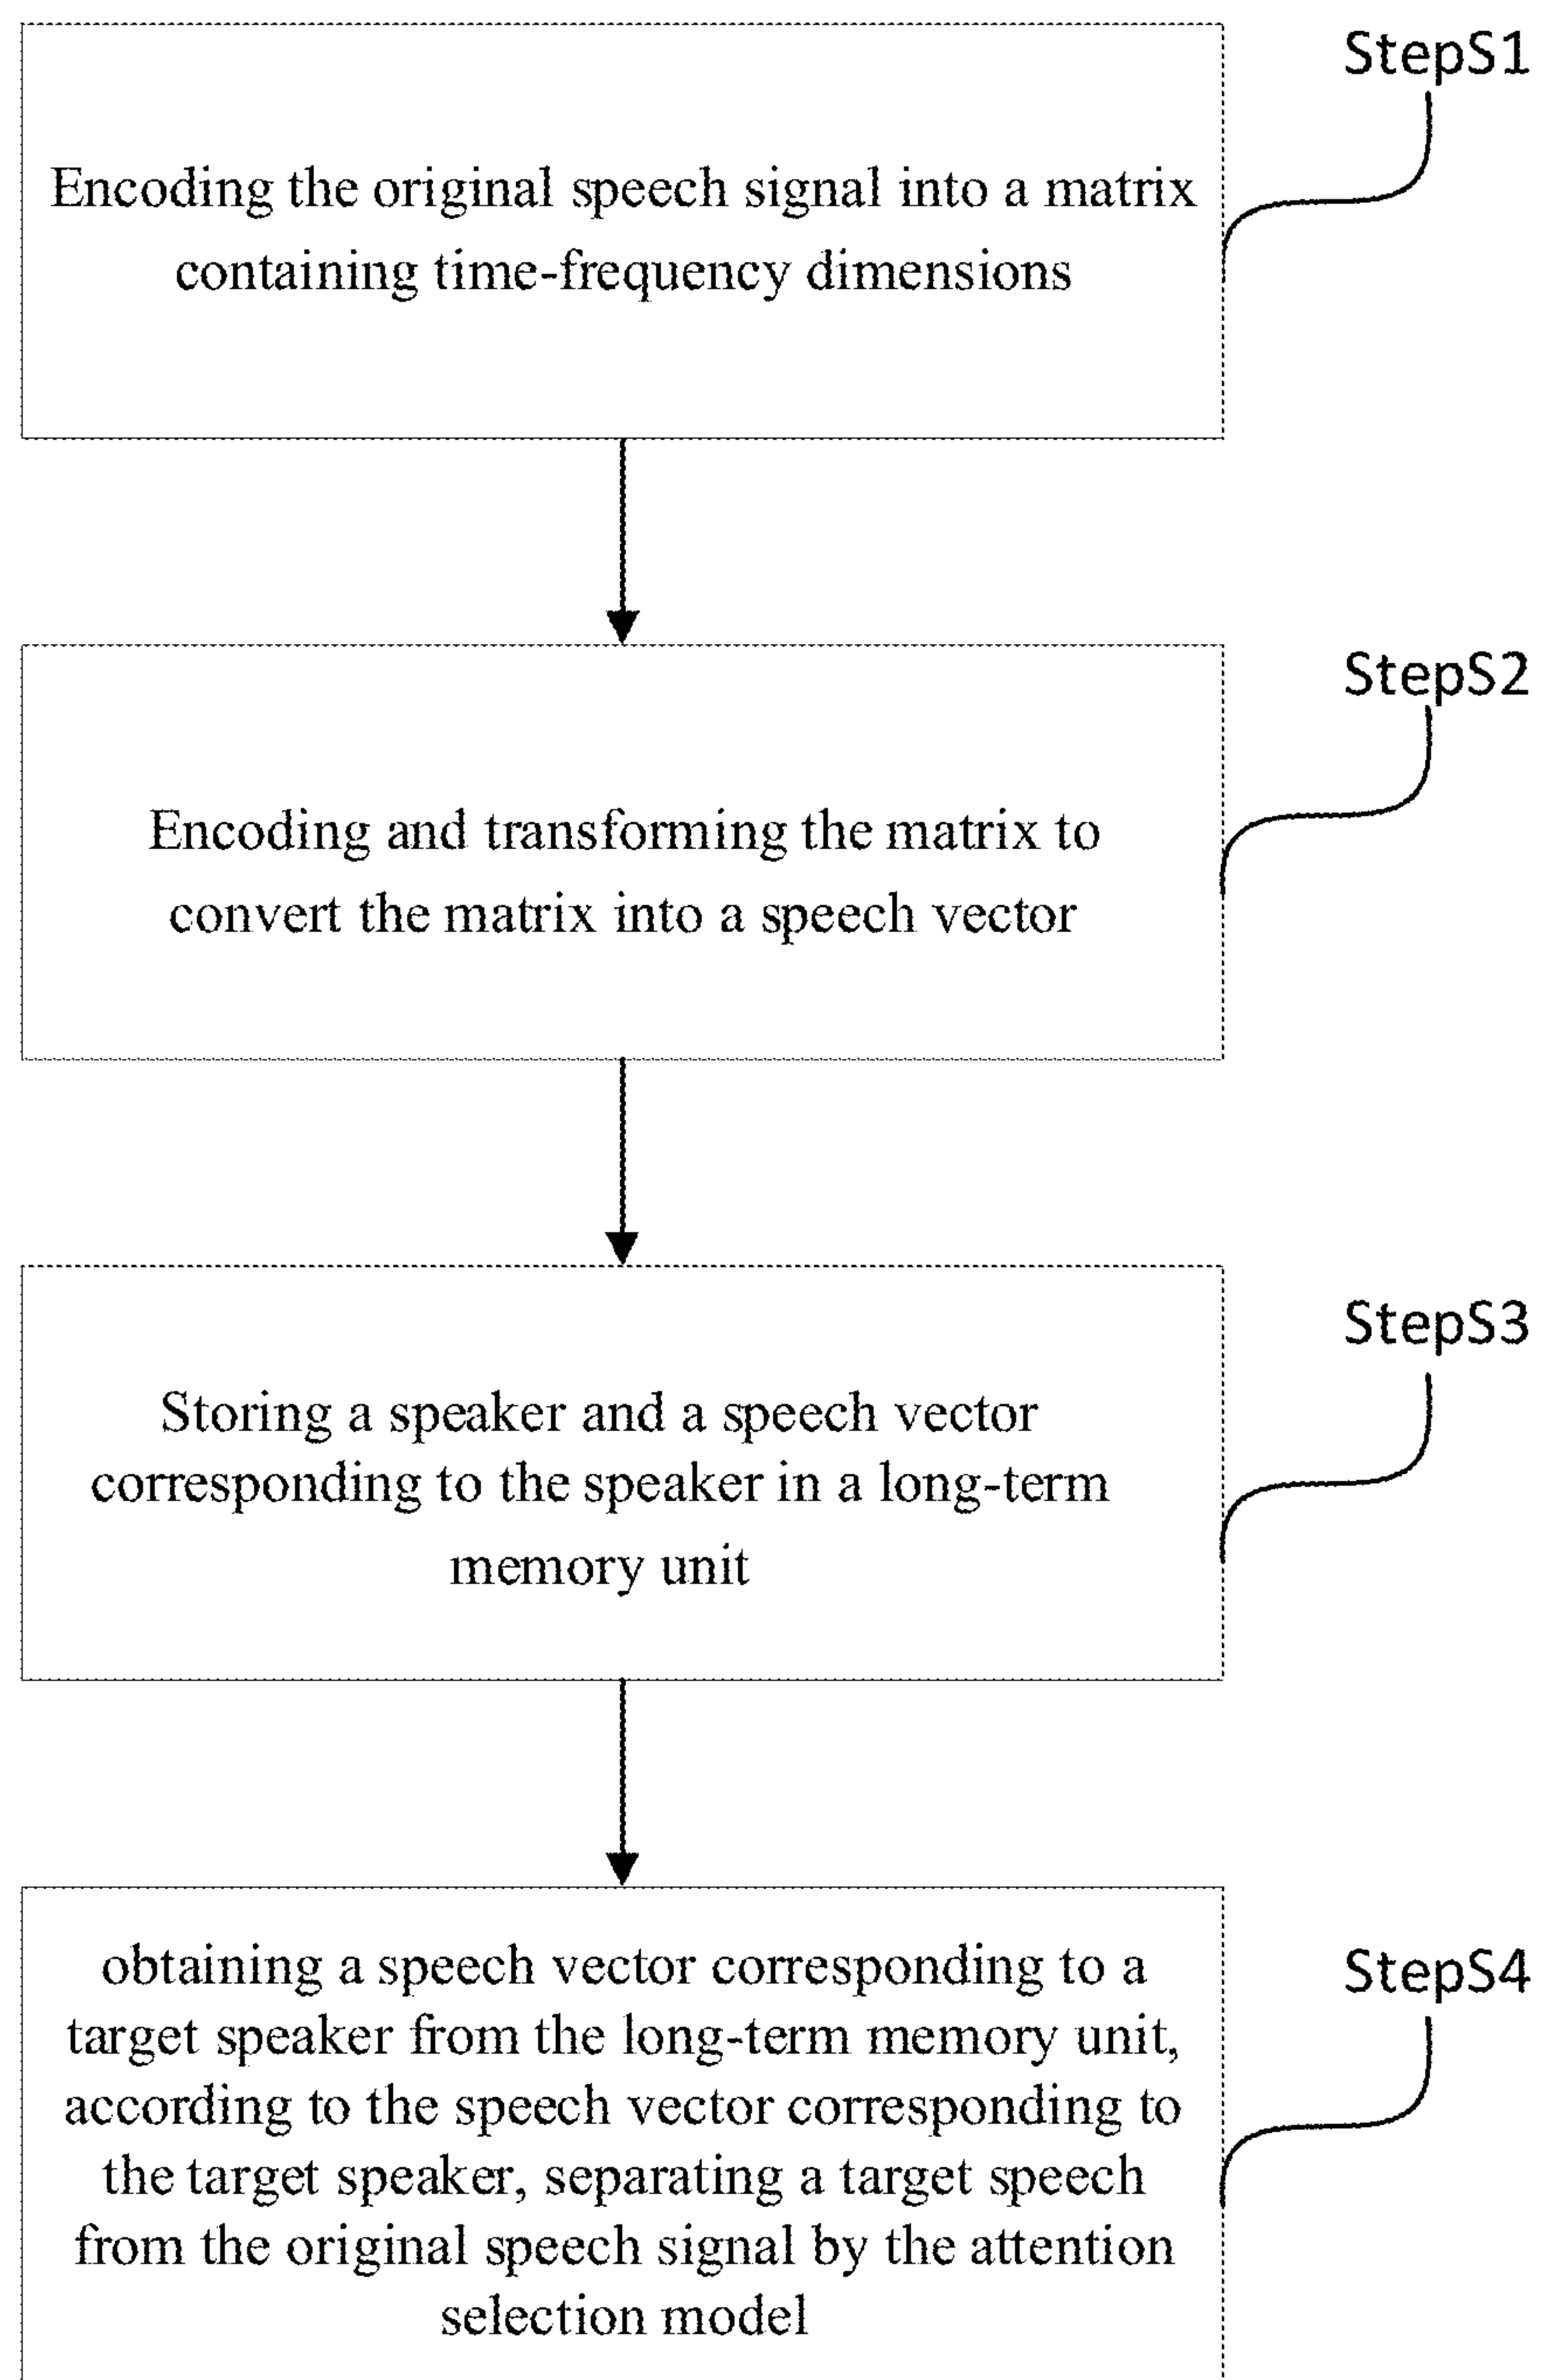 StepS1
Encoding the original speech signal into a matrix
containing time-frequency dimensions
StepS2
Encoding and transforming the matrix to
convert the matrix into a speech vector
StepS3
Storing a speaker and a speech vector
corresponding to the speaker in a long-term
memory unit
StepS4
obtaining a speech vector corresponding to a
target speaker from the long-term memory unit,
according to the speech vector corresponding to
the target speaker, separating a target speech
from the original speech signal by the attention
selection model